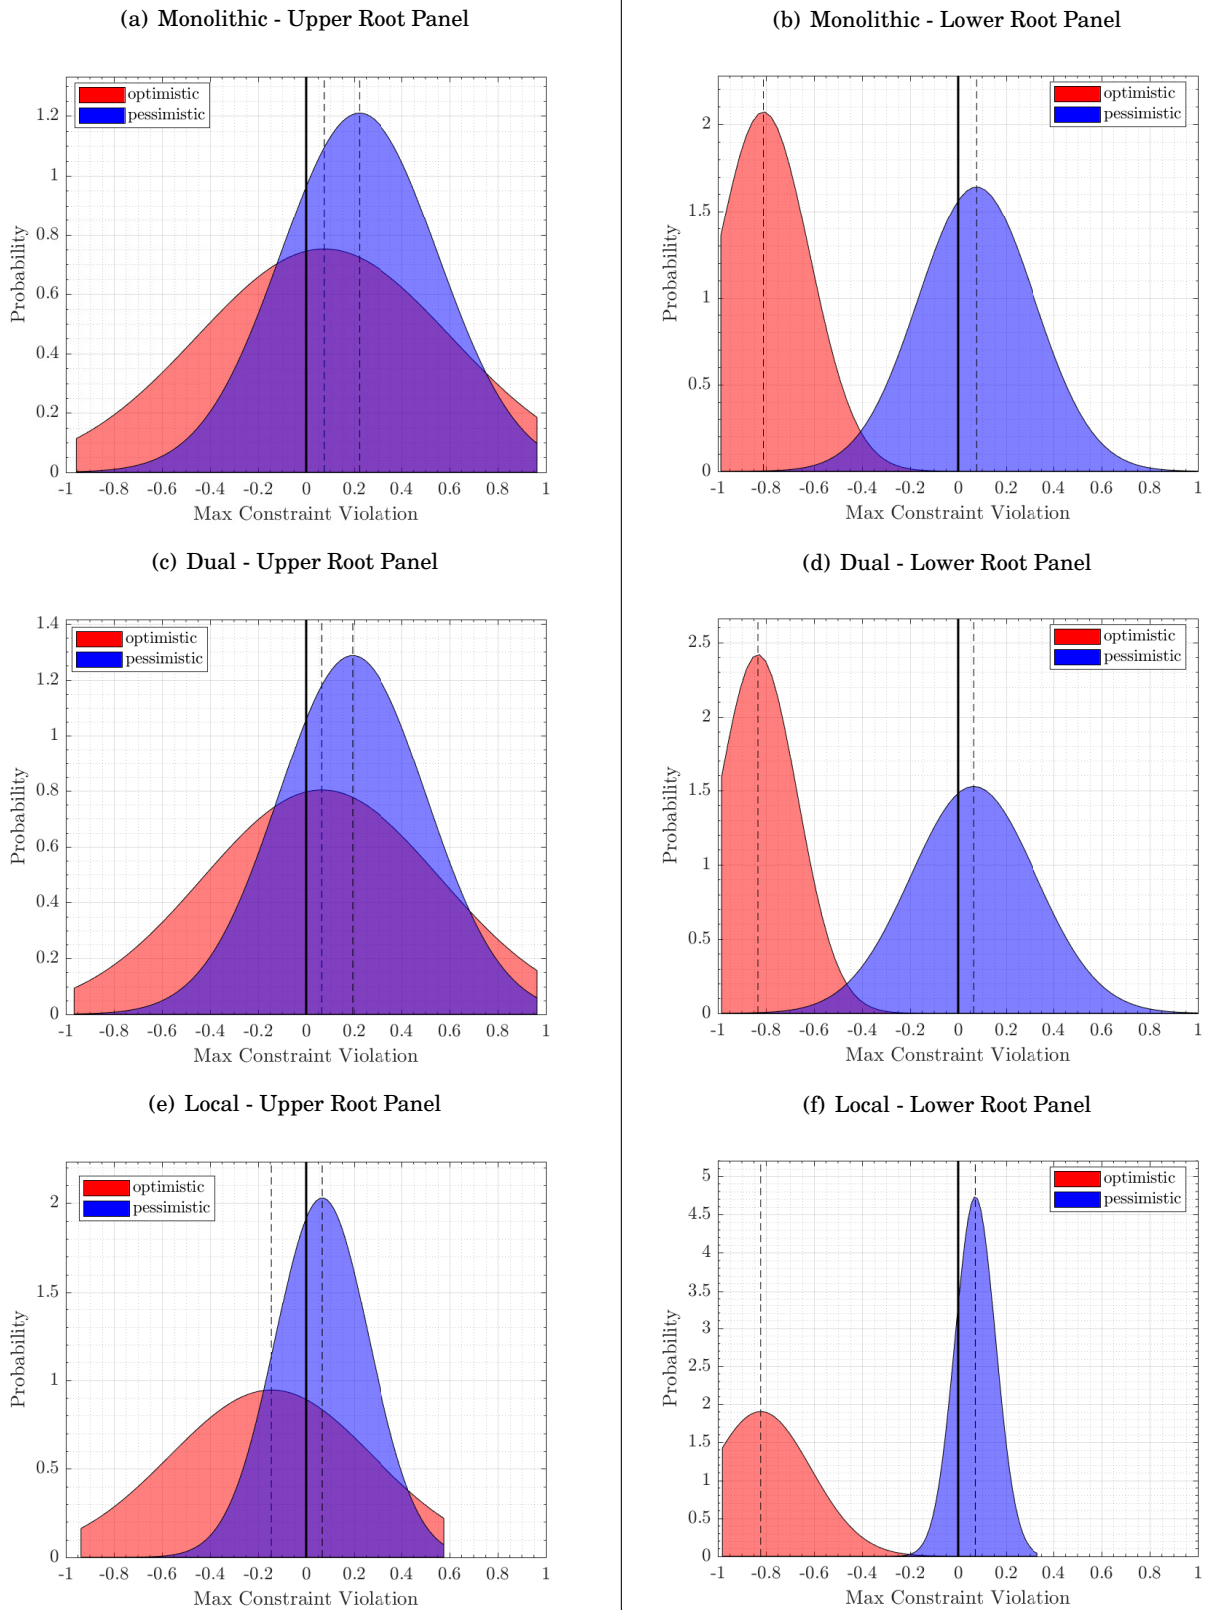 (a) Monolithic - Upper Root Panel
optimistic
pessimistic
1.2
1
0.8
0.6
0.4
0.2
0
Probability
-1 -0.8 -0.6 -0.4 -0.2 0 0.2 0.4 0.6 0.8 1
Max Constraint Violation
(b) Monolithic - Lower Root Panel
optimistic
pessimistic
2
1.5
1
0.5
0
Probability
-1 -0.8 -0.6 -0.4 -0.2 0 0.2 0.4 0.6 0.8 1
Max Constraint Violation
(c) Dual - Upper Root Panel
optimistic
pessimistic
1.4
1.2
1
0.8
0.6
0.4
0.2
0
Probability
-1 -0.8 -0.6 -0.4 -0.2 0 0.2 0.4 0.6 0.8 1
Max Constraint Violation
(d) Dual - Lower Root Panel
optimistic
pessimistic
2.5
2
1.5
1
0.5
0
Probability
-1 -0.8 -0.6 -0.4 -0.2 0 0.2 0.4 0.6 0.8 1
Max Constraint Violation
(e) Local - Upper Root Panel
optimistic
pessimistic
2
1.5
1
0.5
0
Probability
-1 -0.8 -0.6 -0.4 -0.2 0 0.2 0.4 0.6 0.8 1
Max Constraint Violation
(f) Local - Lower Root Panel
optimistic
pessimistic
5
4.5
4
3.5
3
2.5
2
1.5
1
0.5
0
Probability
-1 -0.8 -0.6 -0.4 -0.2 0 0.2 0.4 0.6 0.8 1
Max Constraint Violation